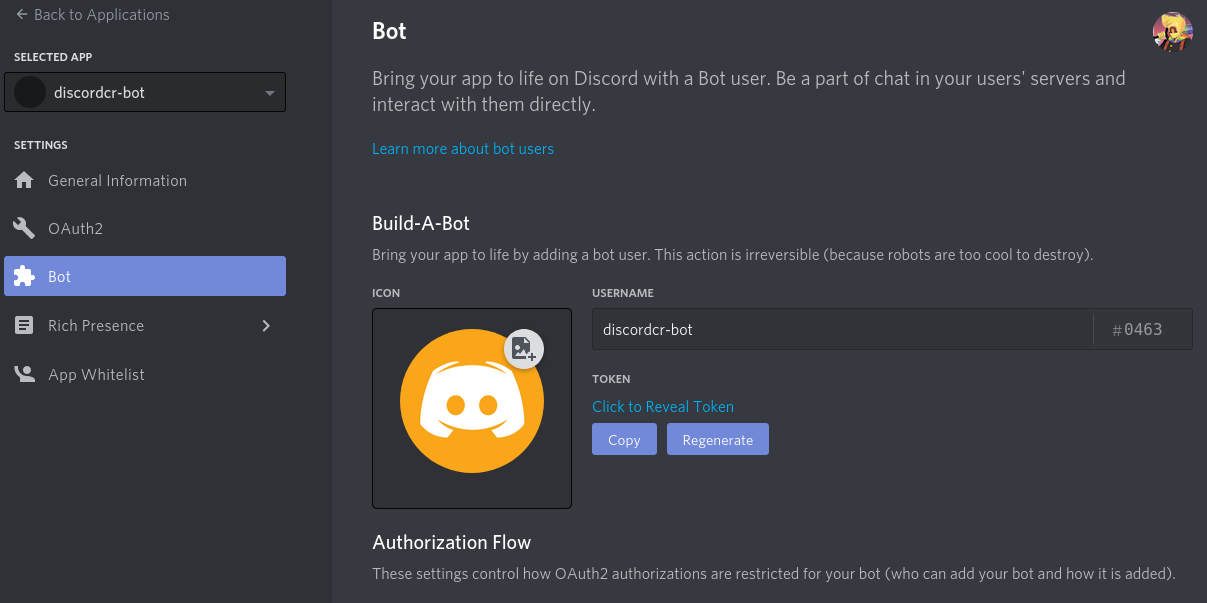 Back to Applications
SELECTED APP
discordcr-bot
SETTINGS
General Information
OAuth2
Bot
Rich Presence
App Whitelist
Bot
Bring your app to life on Discord with a Bot user. Be a part of chat in your users' servers and
interact with them directly.
Learn more about bot users
Build-A-Bot
Bring your app to life by adding a bot user. This action is irreversible (because robots are too cool to destroy).
ICON
USERNAME
discordcr-bot #0463
TOKEN
Click to Reveal Token
Copy Regenerate
Authorization Flow
These settings control how OAuth2 authorizations are restricted for your bot (who can add your bot and how it is added).